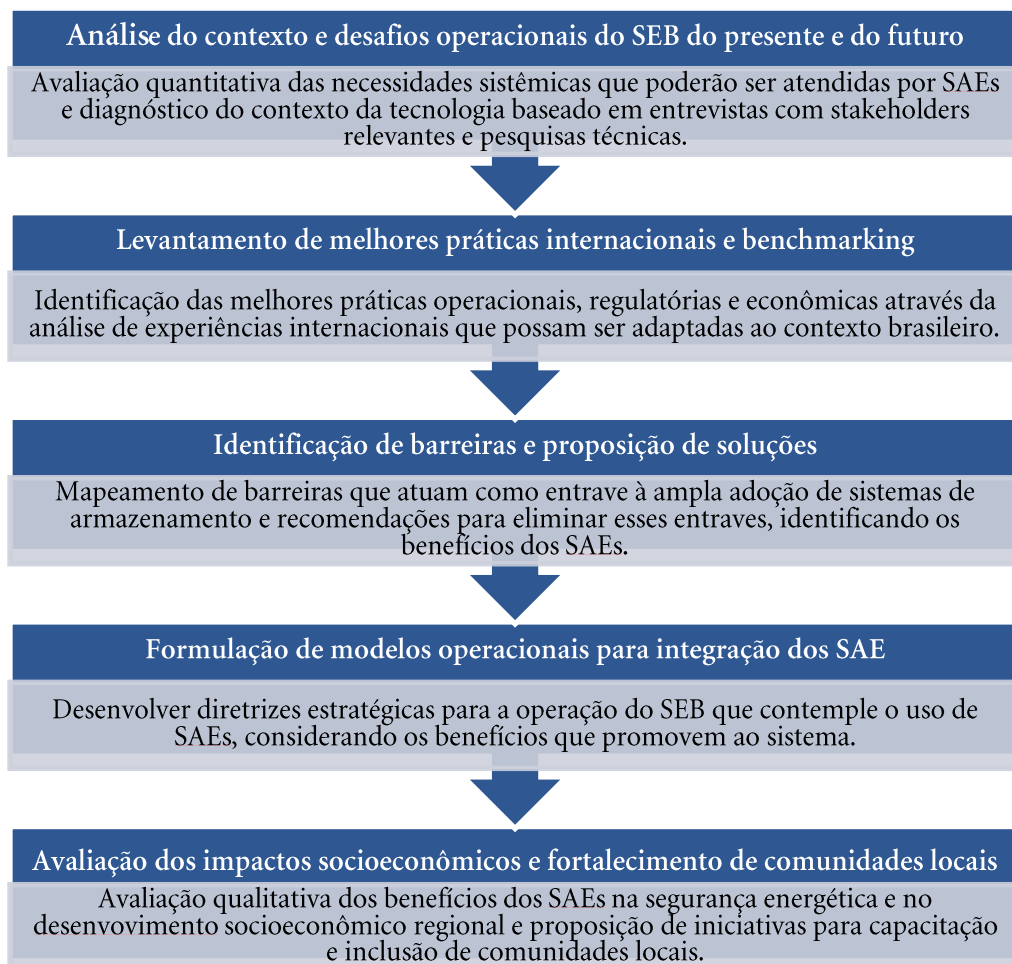 Análise do contexto e desafios operacionais do SEB do presente e do futuro
Avaliação quantitativa das necessidades sistêmicas que poderão ser atendidas por SAEs
e diagnóstico do contexto da tecnologia baseado em entrevistas com stakeholders
relevantes e pesquisas técnicas.
Levantamento de melhores práticas internacionais e benchmarking
Identificação das melhores práticas operacionais, regulatórias e econômicas através da
análise de experiências internacionais que possam ser adaptadas ao contexto brasileiro.
Identificação de barreiras e proposição de soluções
Mapeamento de barreiras que atuam como entrave à ampla adoção de sistemas de
armazenamento e recomendações para eliminar esses entraves, identificando os
benefícios dos SAEs.
Formulação de modelos operacionais para integração dos SAE
Desenvolver diretrizes estratégicas para a operação do SEB que contemple o uso de
SAEs, considerando os benefícios que promovem ao sistema.
Avaliação dos impactos socioeconômicos e fortalecimento de comunidades locais
Avaliação qualitativa dos benefícios dos SAEs na segurança energética e no
desenvovimento socioeconômico regional e proposição de iniciativas para capacitação
e inclusão de comunidades locais.